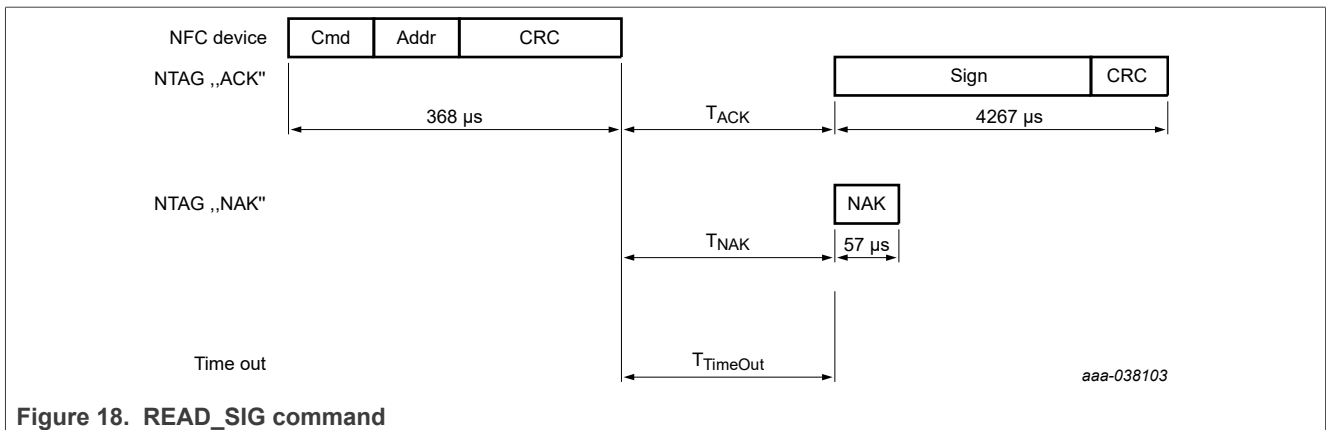 NFC device Cmd Addr CRC
NTAG ,,ACK" Sign CRC
368 µs TACK 4267 µs
NTAG ,,NAK" NAK
TNAK 57 µs
Time out TTimeOut aaa-038103
Figure 18. READ_SIG command